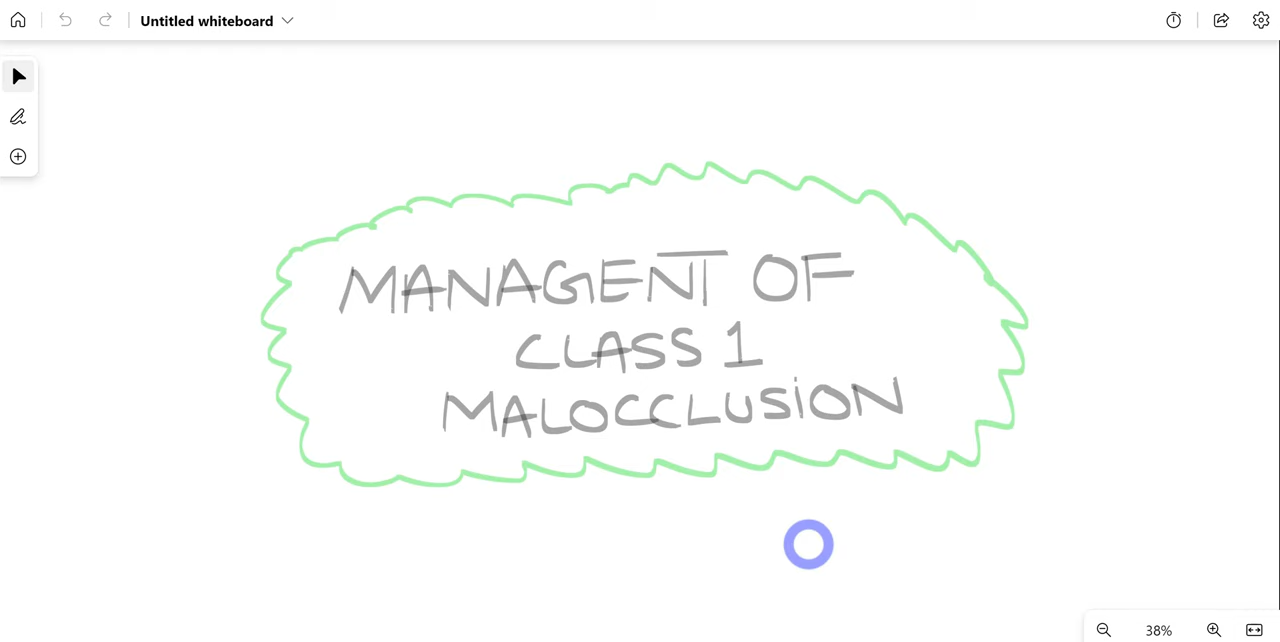 Untitled whiteboard
MANAGENT OF
CLASS 1
MALOCCLUSION
38%